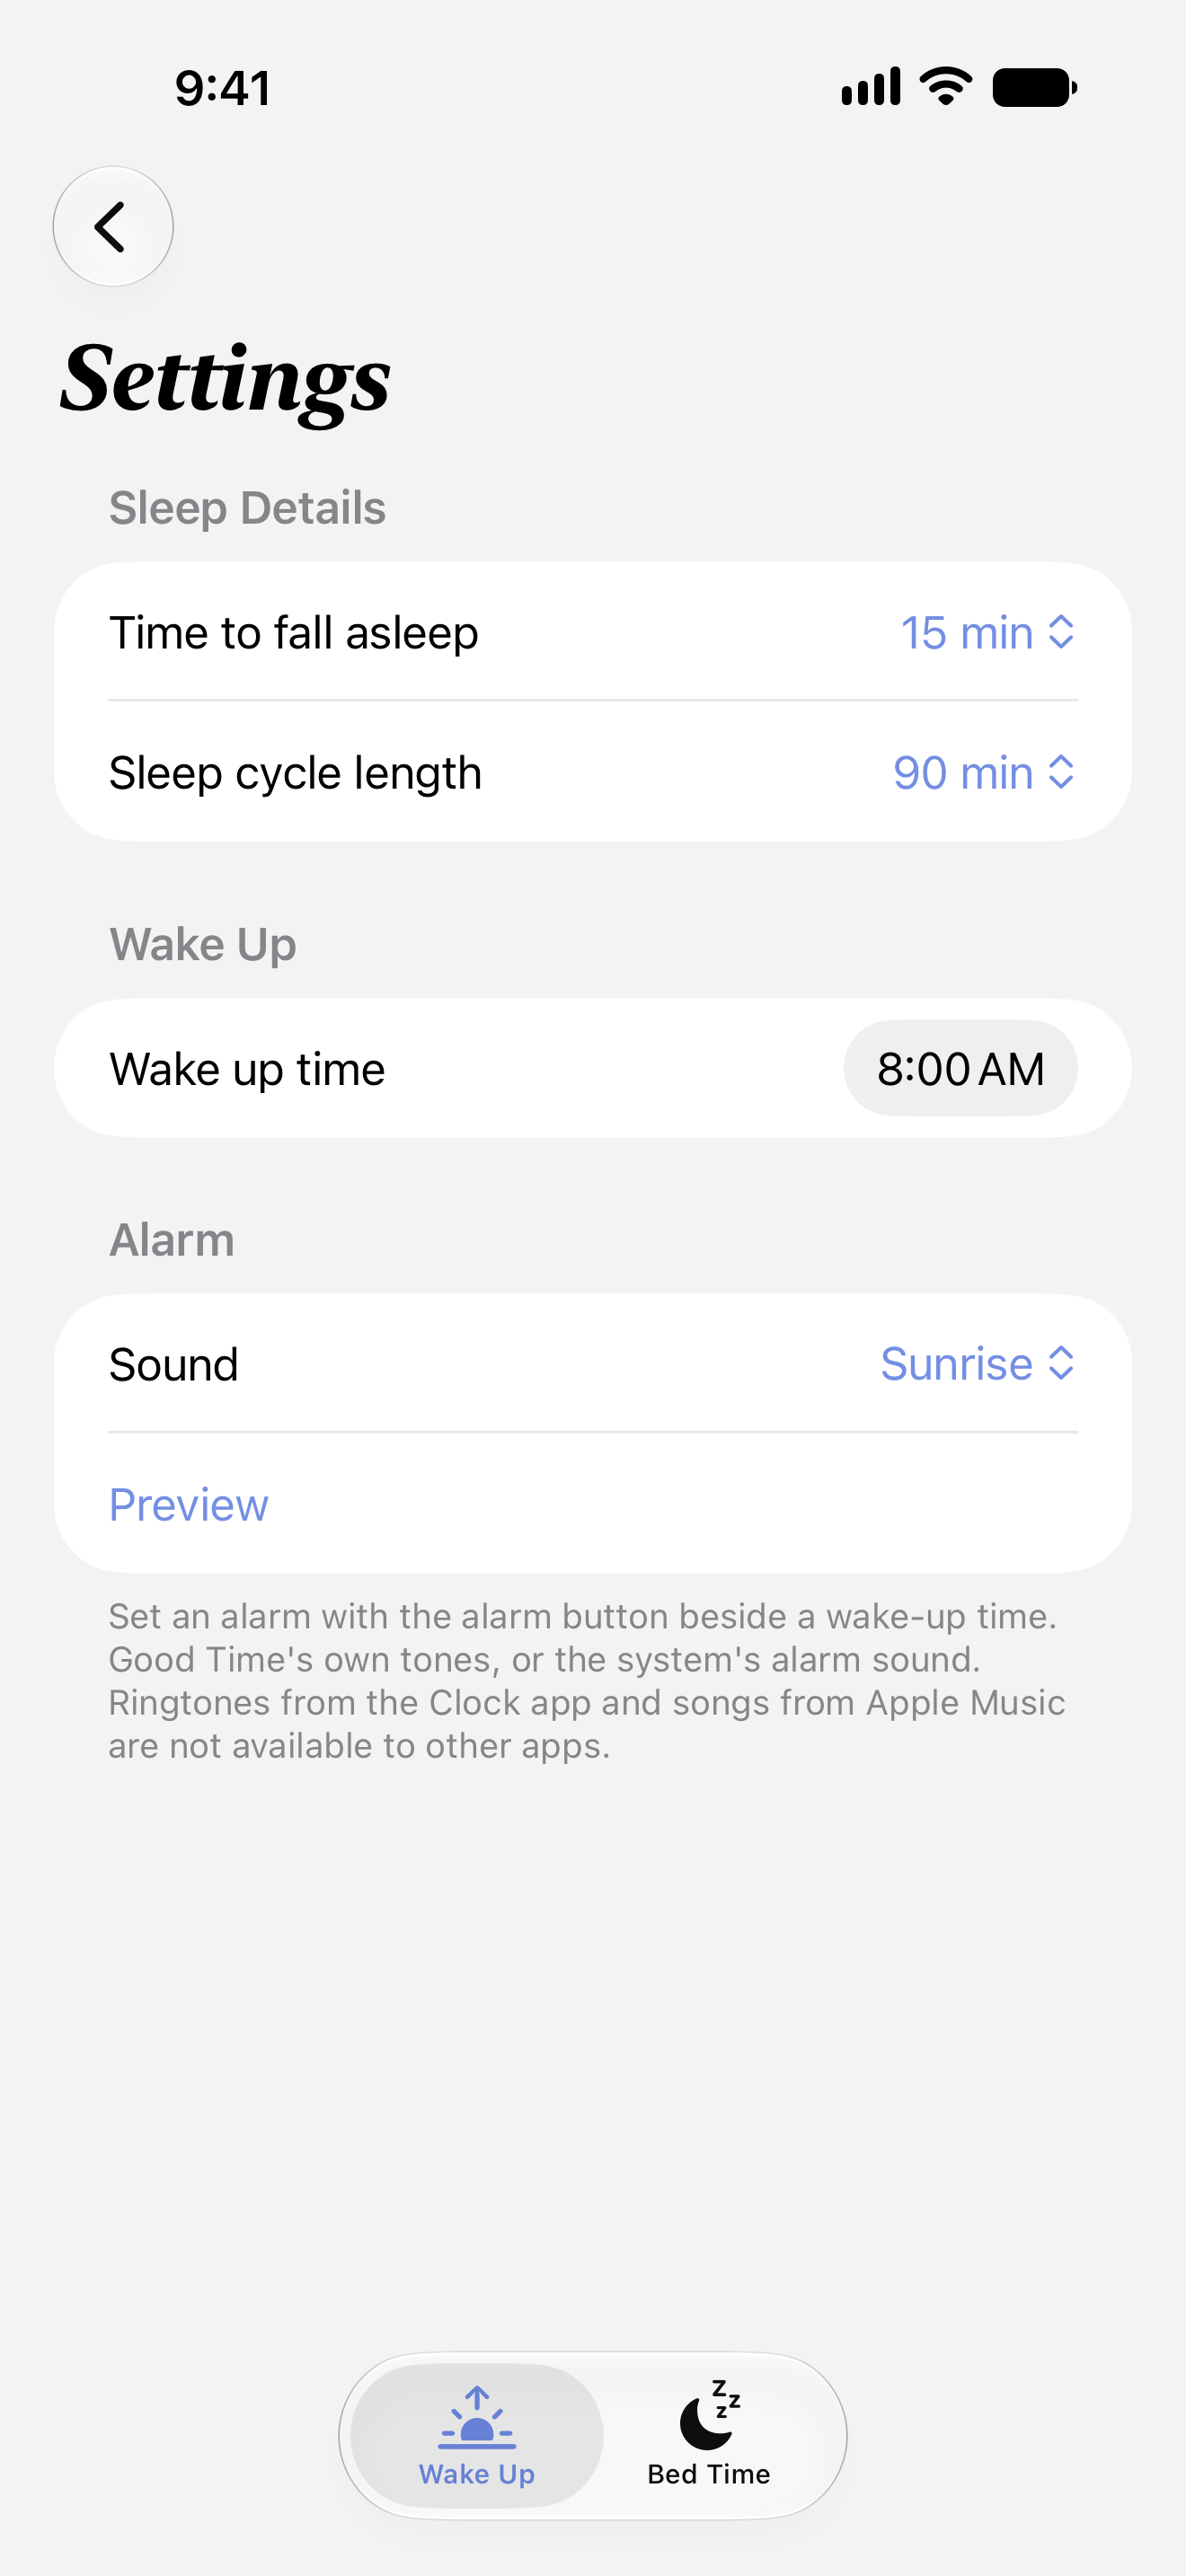 9:41
Settings
Sleep Details
Time to fall asleep 15 min
Sleep cycle length 90 min
Wake Up
Wake up time 8:00 AM
Alarm
Sound Sunrise
Preview
Set an alarm with the alarm button beside a wake-up time.
Good Time's own tones, or the system's alarm sound.
Ringtones from the Clock app and songs from Apple Music
are not available to other apps.
Wake Up Bed Time